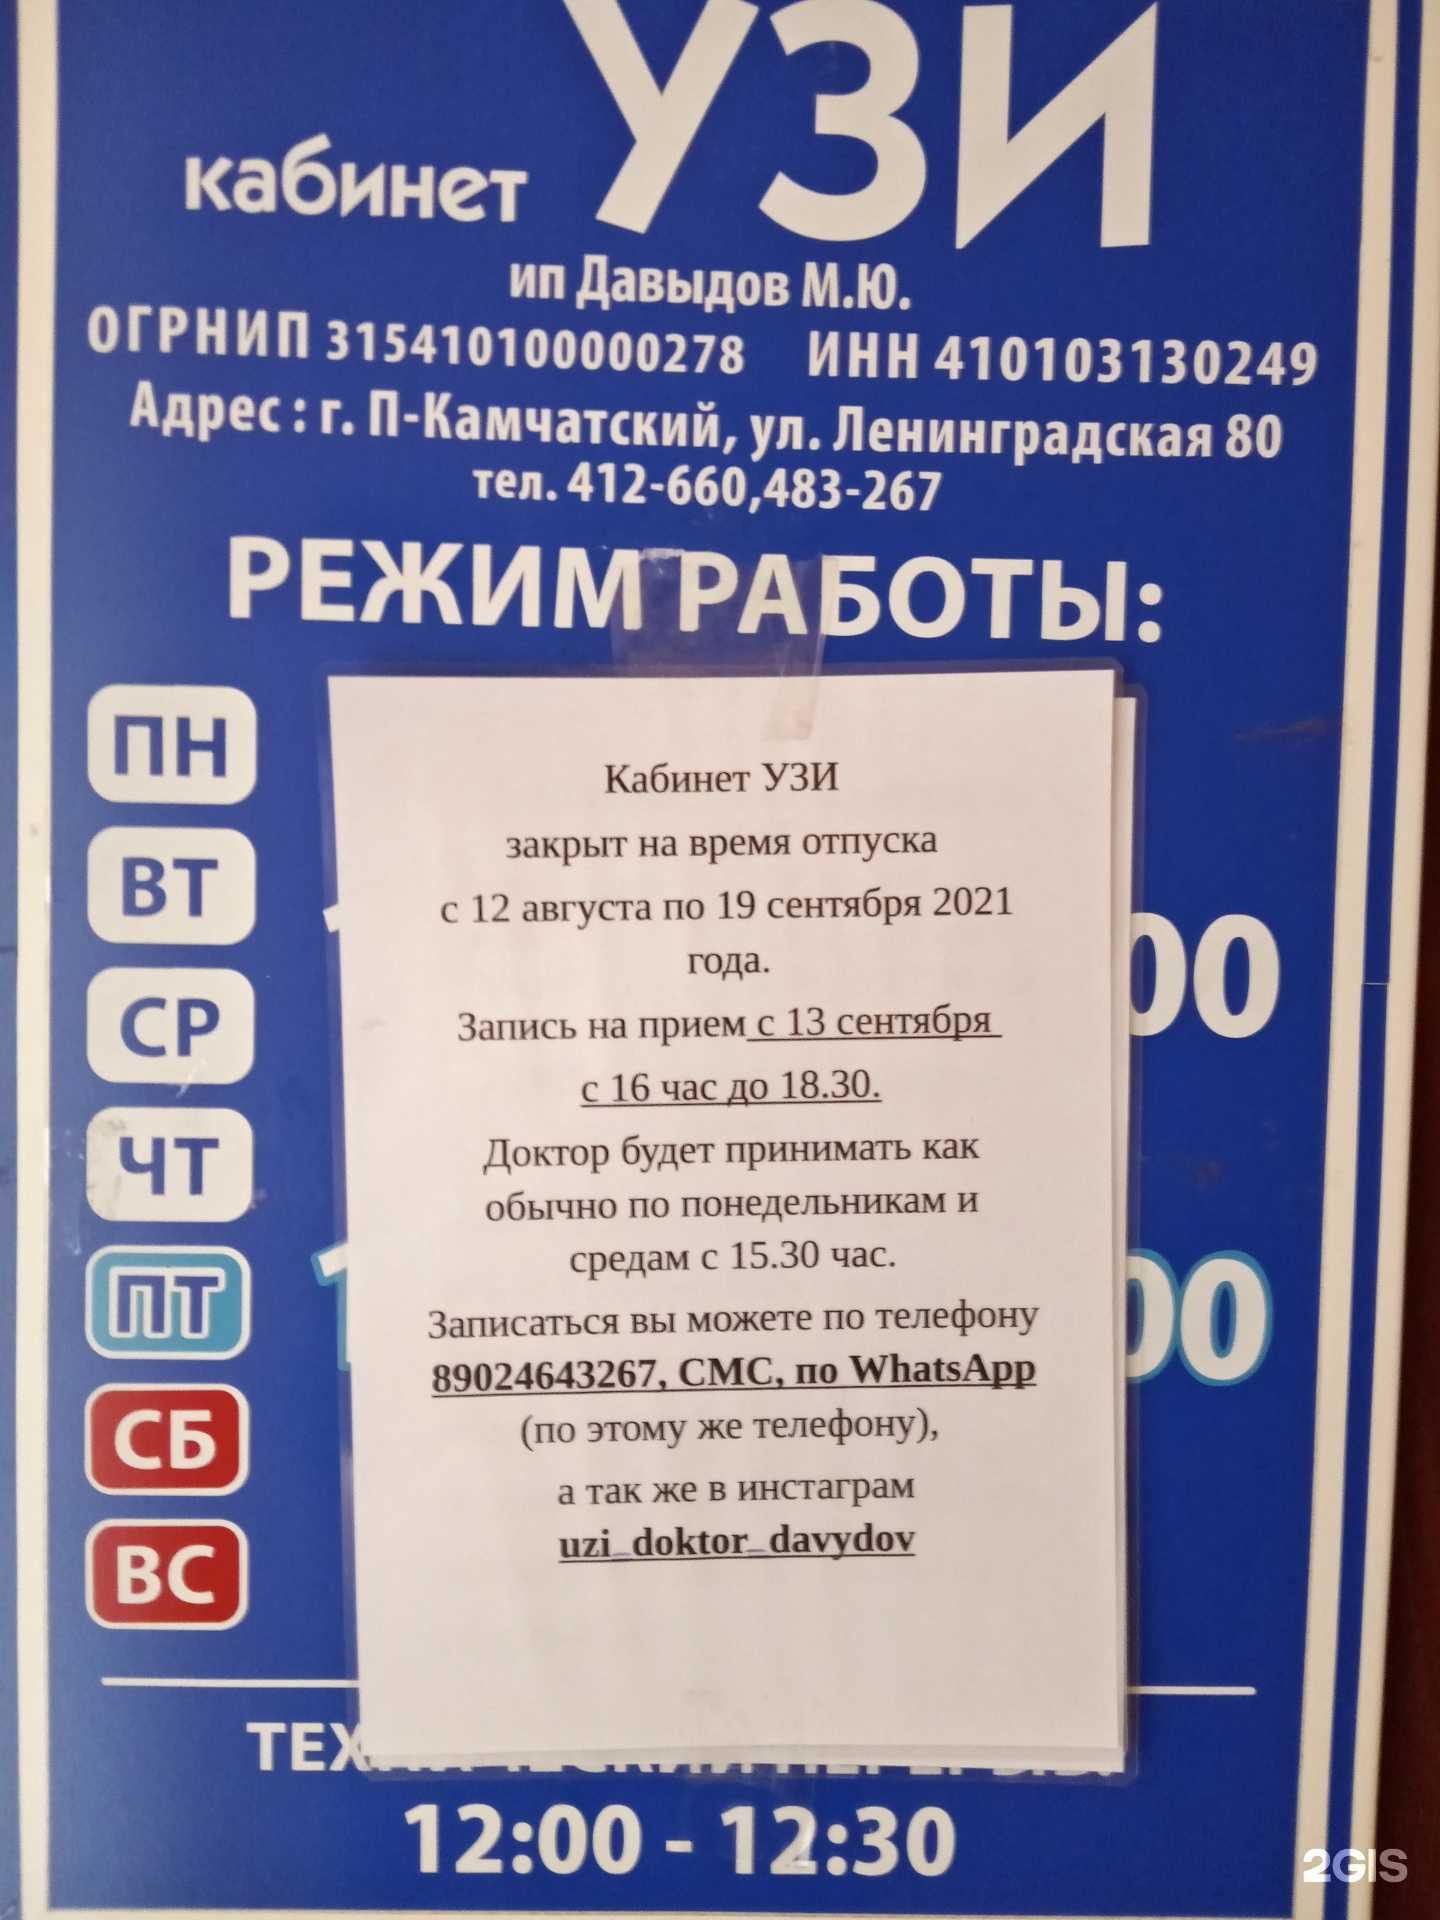 кабинет УЗИ
ип Давыдов М.Ю.
ОГРНИП 315410100000278 ИНН 410103130249
Адрес : г. П-Камчатский, ул. Ленинградская 80
тел. 412-660,483-267
РЕЖИМ РАБОТЫ:
ПН
ВТ
СР
ЧТ
ПТ
СБ
ВС
Кабинет УЗИ
закрыт на время отпуска
с 12 августа по 19 сентября 2021
года.
Запись на прием с 13 сентября
с 16 час до 18.30.
Доктор будет принимать как
обычно по понедельникам и
средам с 15.30 час.
Записаться вы можете по телефону
89024643267, СМС, по WhatsApp
(по этому же телефону),
а так же в инстаграм
uzi_doktor_davydov
00
00
ТЕХНИЧЕСКИЙ ПЕРЕРЫВ:
12:00 - 12:30
2GIS